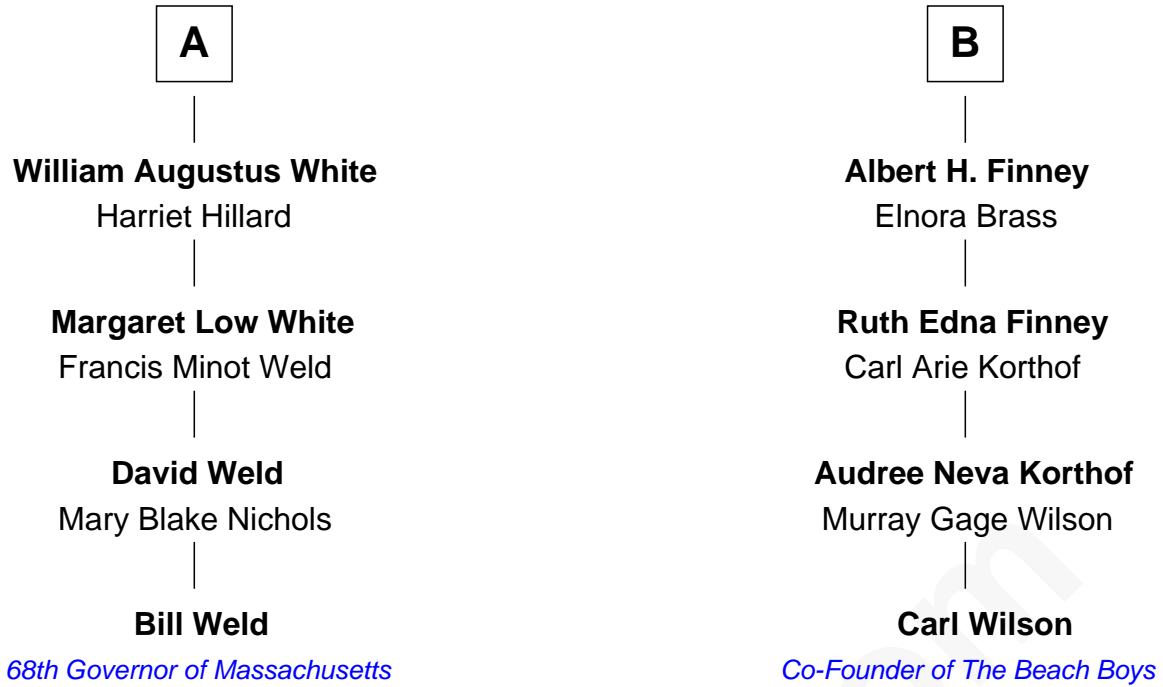 A
William Augustus White
Harriet Hillard
Margaret Low White
Francis Minot Weld
David Weld
Mary Blake Nichols
Bill Weld
68th Governor of Massachusetts
B
Albert H. Finney
Elnora Brass
Ruth Edna Finney
Carl Arie Korthof
Audree Neva Korthof
Murray Gage Wilson
Carl Wilson
Co-Founder of The Beach Boys